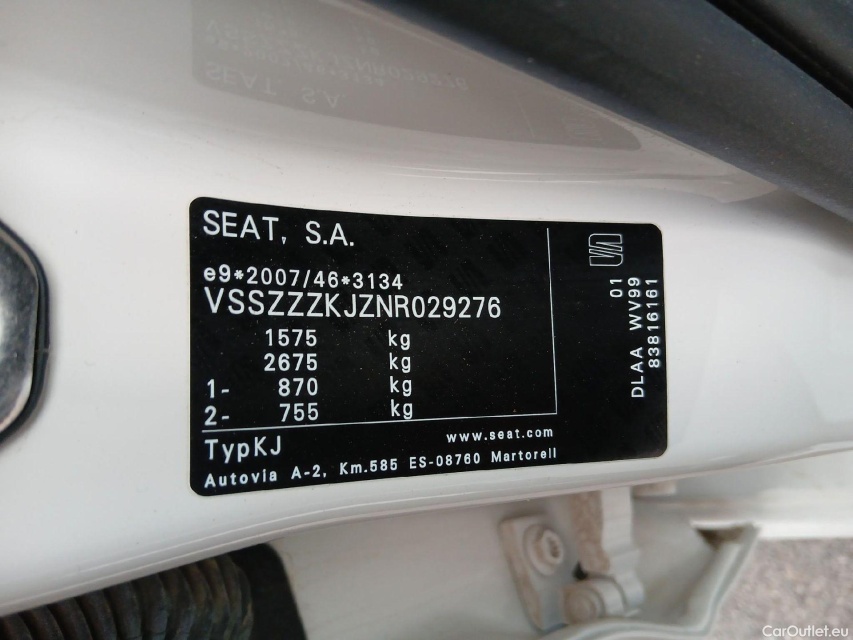 SEAT, S.A.
e9*2007/46*3134
VSSZZZKJZNR029276
1575 kg
2675 kg
1- 870 kg
2- 755 kg
TypKJ www.seat.com
Autovia A-2, Km.585 ES-08760 Martorell
01
DLAA WV99
83816161
CarOutlet.eu